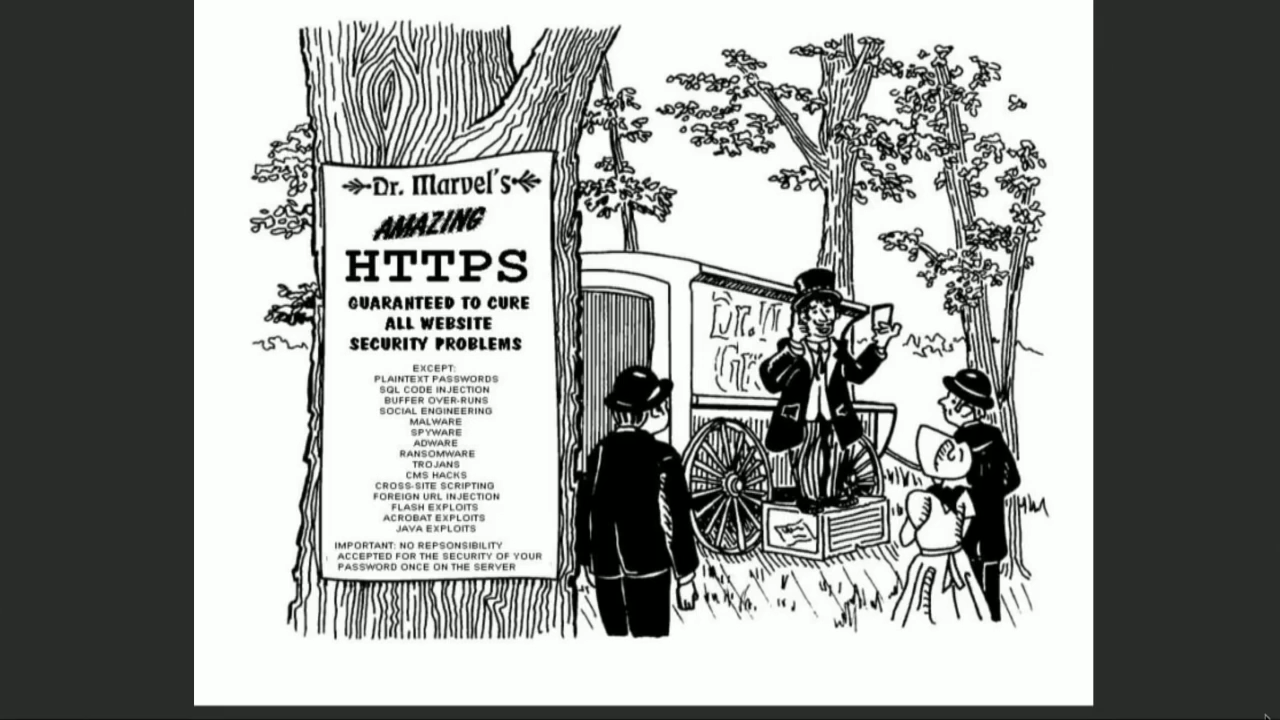 Dr. Marvel's
AMAZING
HTTPS
GUARANTEED TO CURE
ALL WEBSITE
SECURITY PROBLEMS
EXCEPT:
PLAINTEXT PASSWORDS
SQL CODE INJECTION
BUFFER OVER-RUNS
SOCIAL ENGINEERING
MALWARE
SPYWARE
ADWARE
RANSOMWARE
TROJANS
CMS HACKS
CROSS-SITE SCRIPTING
FOREIGN URL INJECTION
FLASH EXPLOITS
ACROBAT EXPLOITS
JAVA EXPLOITS
IMPORTANT: NO REPSONSIBILITY
ACCEPTED FOR THE SECURITY OF YOUR
PASSWORD ONCE ON THE SERVER
Dr.